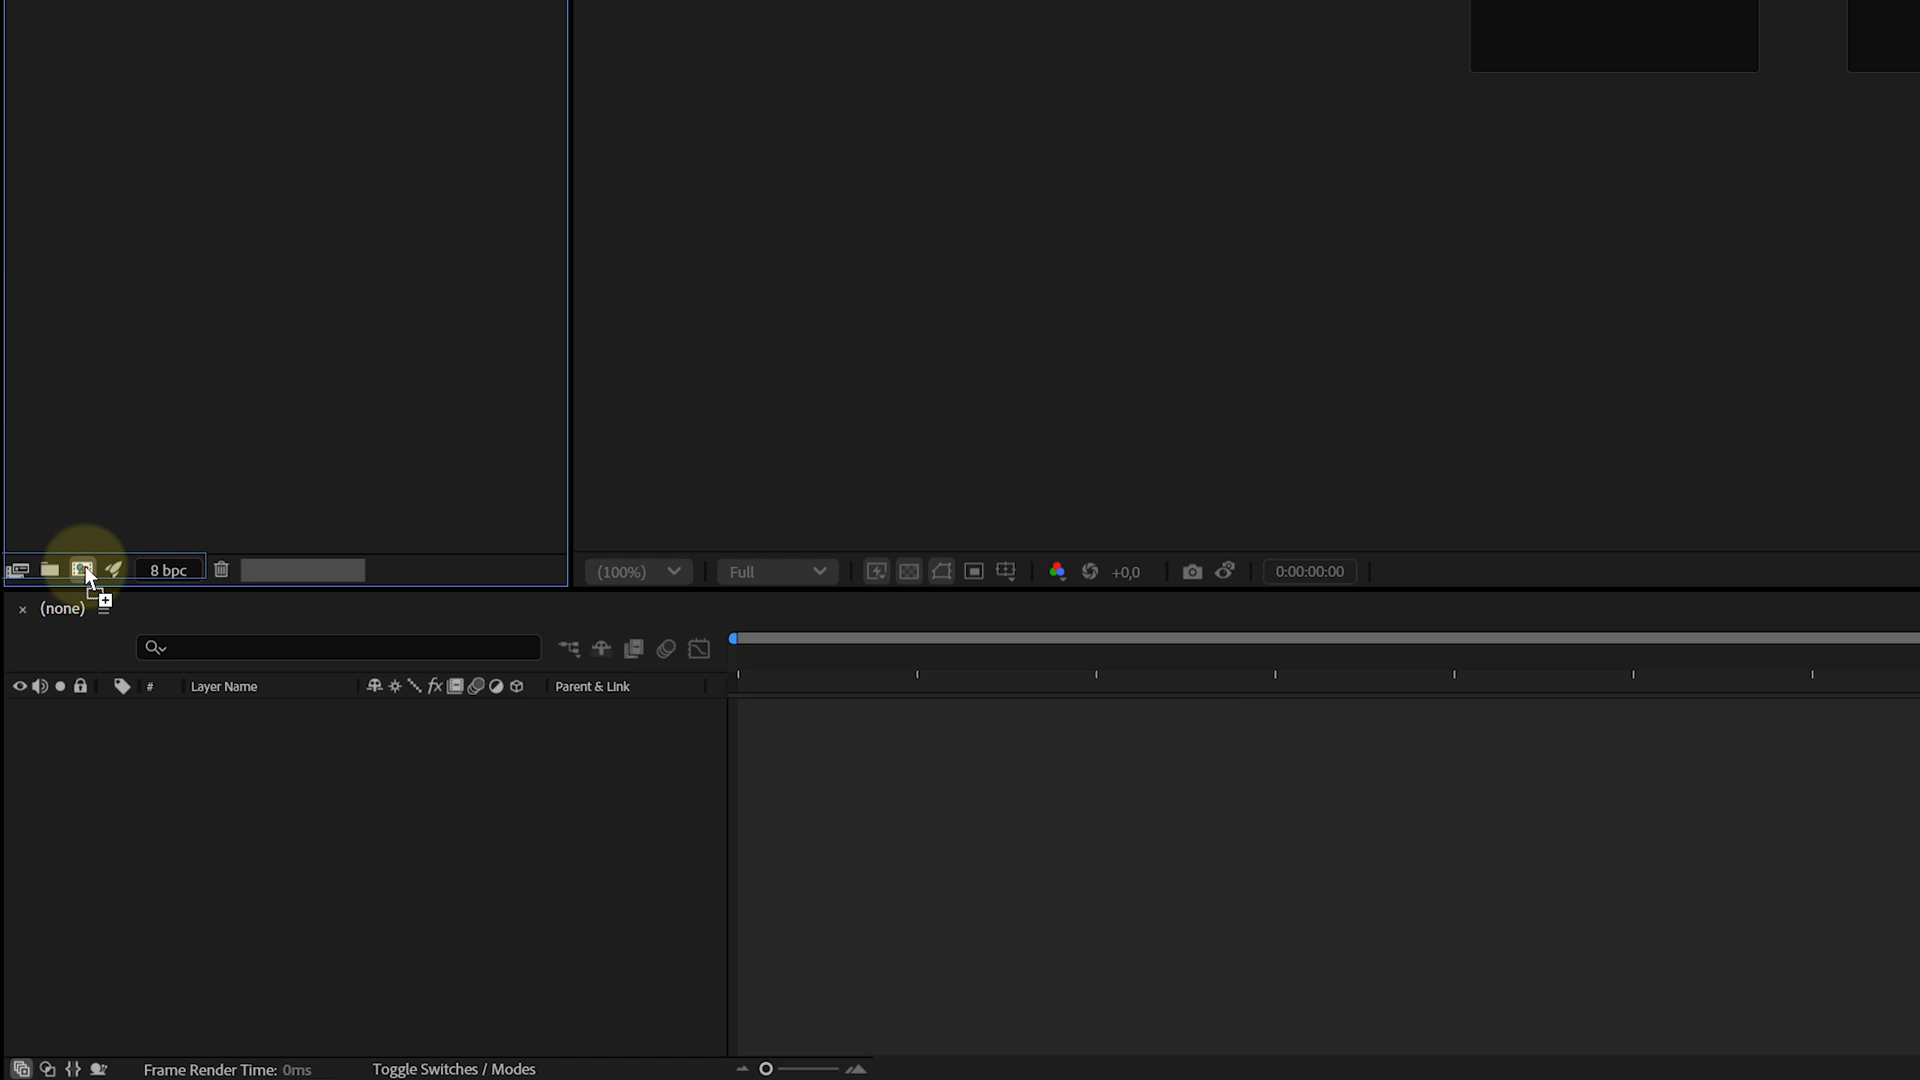 8 bpc
(100%)
Full
+0,0
0:00:00:00
× (none)
# Layer Name
fx
Parent & Link
Frame Render Time: 0ms
Toggle Switches / Modes